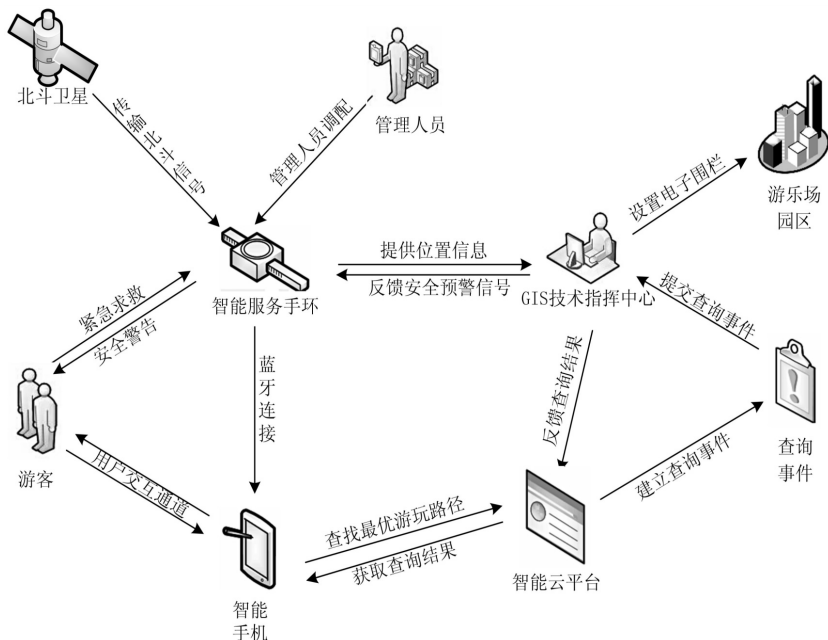 北斗卫星
管理人员
传输北斗信号
管理人员调配
设置电子围栏
游乐场
园区
提供位置信息
反馈安全预警信号
智能服务手环
GIS技术指挥中心
提交查询事件
紧急求救
安全警告
蓝牙连接
反馈查询结果
游客
用户交互通道
建立查询事件
查询
事件
查找最优游玩路径
获取查询结果
智能云平台
智能
手机